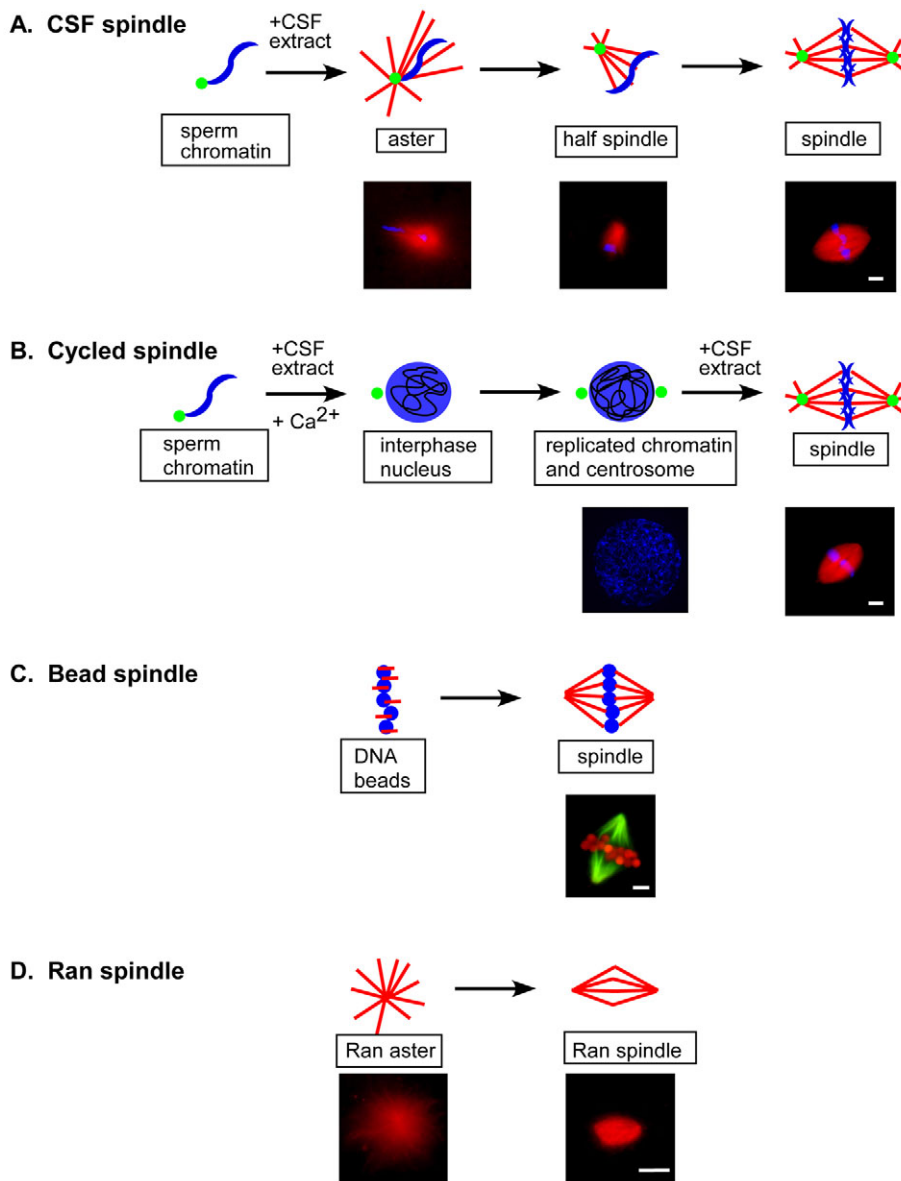 A. CSF spindle
+CSF
extract
sperm
chromatin
aster
half spindle
spindle
B. Cycled spindle
+CSF
extract
+ Ca2+
sperm
chromatin
interphase
nucleus
replicated chromatin
and centrosome
+CSF
extract
spindle
C. Bead spindle
DNA
beads
spindle
D. Ran spindle
Ran aster
Ran spindle